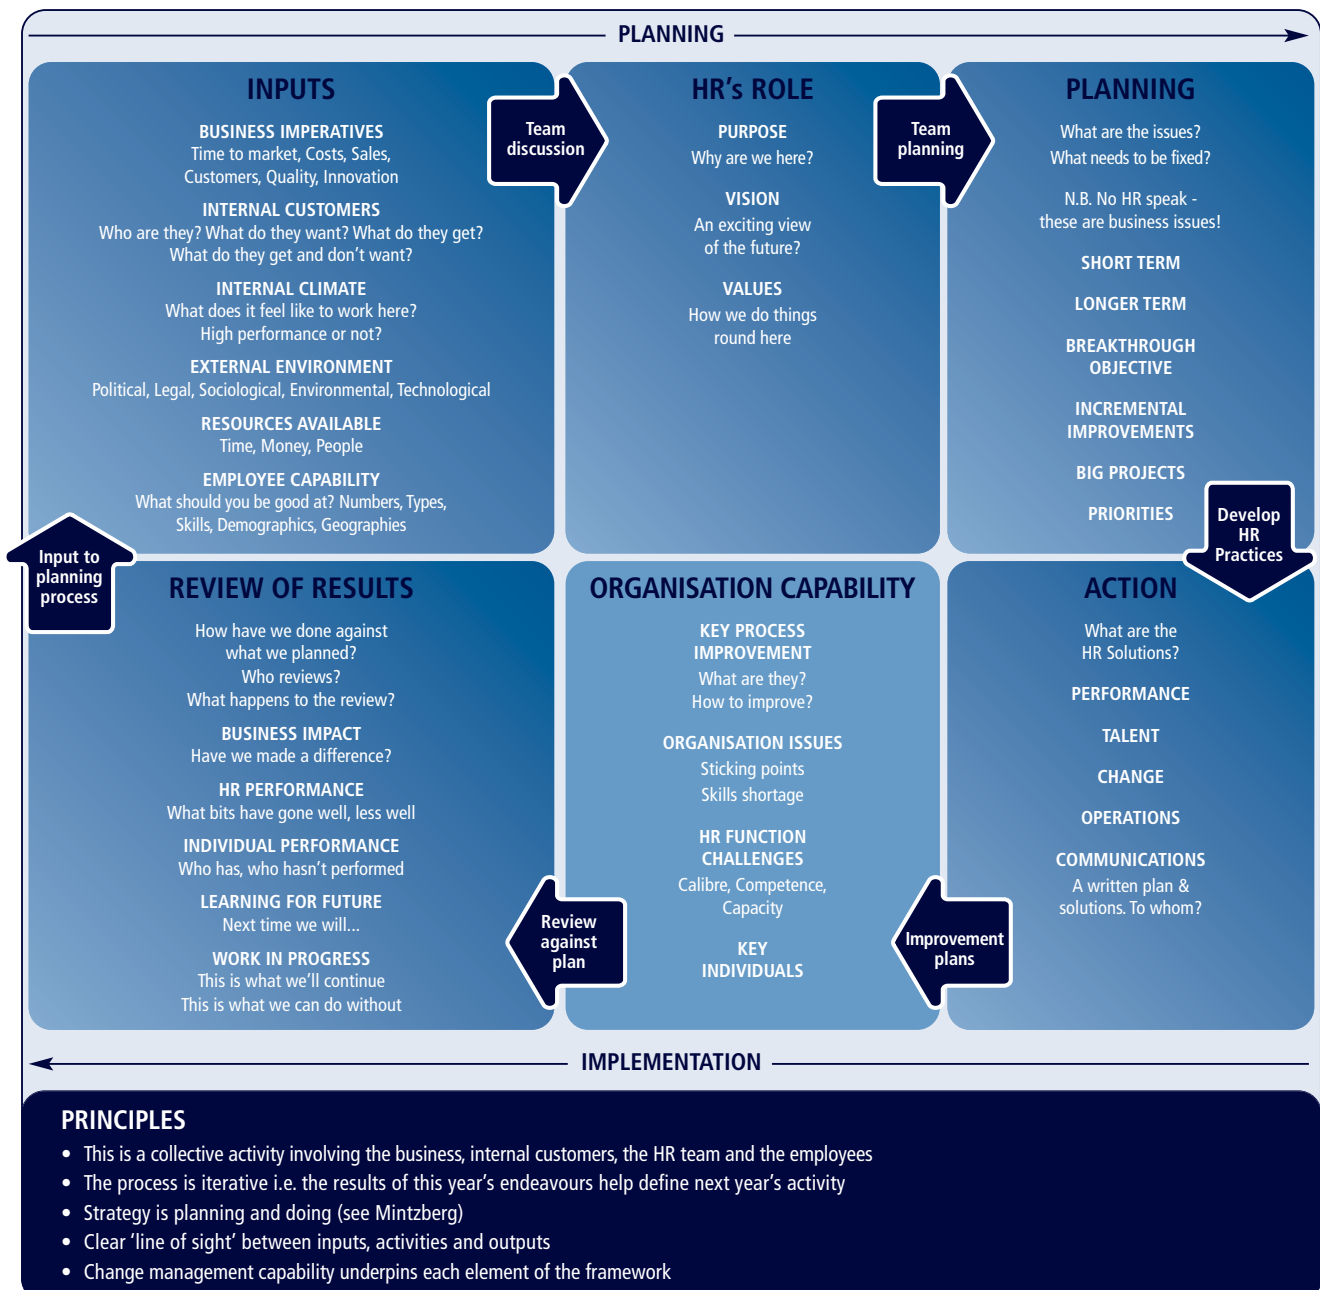 PLANNING
INPUTS
BUSINESS IMPERATIVES
Time to market, Costs, Sales,
Customers, Quality, Innovation
INTERNAL CUSTOMERS
Who are they? What do they want? What do they get?
What do they get and don’t want?
INTERNAL CLIMATE
What does it feel like to work here?
High performance or not?
EXTERNAL ENVIRONMENT
Political, Legal, Sociological, Environmental, Technological
RESOURCES AVAILABLE
Time, Money, People
EMPLOYEE CAPABILITY
What should you be good at? Numbers, Types,
Skills, Demographics, Geographies
Team
discussion
HR’s ROLE
PURPOSE
Why are we here?
VISION
An exciting view
of the future?
VALUES
How we do things
round here
Team
planning
PLANNING
What are the issues?
What needs to be fixed?
N.B. No HR speak -
these are business issues!
SHORT TERM
LONGER TERM
BREAKTHROUGH
OBJECTIVE
INCREMENTAL
IMPROVEMENTS
BIG PROJECTS
PRIORITIES
Develop
HR
Practices
ACTION
What are the
HR Solutions?
PERFORMANCE
TALENT
CHANGE
OPERATIONS
COMMUNICATIONS
A written plan &
solutions. To whom?
Improvement
plans
ORGANISATION CAPABILITY
KEY PROCESS
IMPROVEMENT
What are they?
How to improve?
ORGANISATION ISSUES
Sticking points
Skills shortage
HR FUNCTION
CHALLENGES
Calibre, Competence,
Capacity
KEY
INDIVIDUALS
Review
against
plan
REVIEW OF RESULTS
How have we done against
what we planned?
Who reviews?
What happens to the review?
BUSINESS IMPACT
Have we made a difference?
HR PERFORMANCE
What bits have gone well, less well
INDIVIDUAL PERFORMANCE
Who has, who hasn’t performed
LEARNING FOR FUTURE
Next time we will...
WORK IN PROGRESS
This is what we’ll continue
This is what we can do without
Input to
planning
process
IMPLEMENTATION
PRINCIPLES
• This is a collective activity involving the business, internal customers, the HR team and the employees
• The process is iterative i.e. the results of this year’s endeavours help define next year’s activity
• Strategy is planning and doing (see Mintzberg)
• Clear ‘line of sight’ between inputs, activities and outputs
• Change management capability underpins each element of the framework